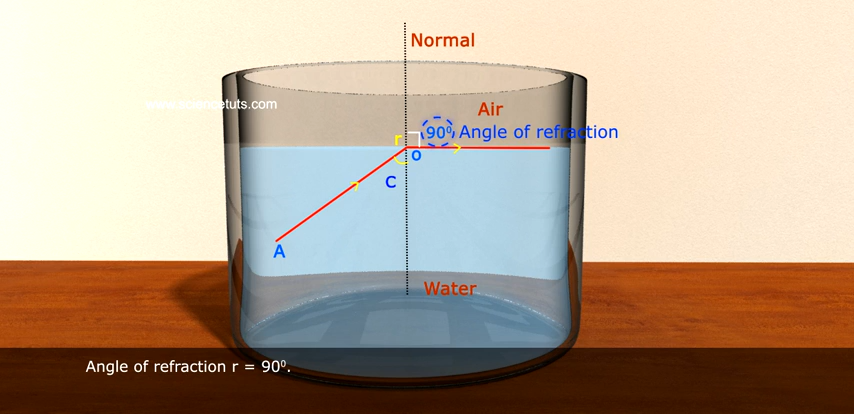 Normal
www.sciencetuts.com
Air
r
90⁰ Angle of refraction
o
C
A
Water
Angle of refraction r = 90⁰.